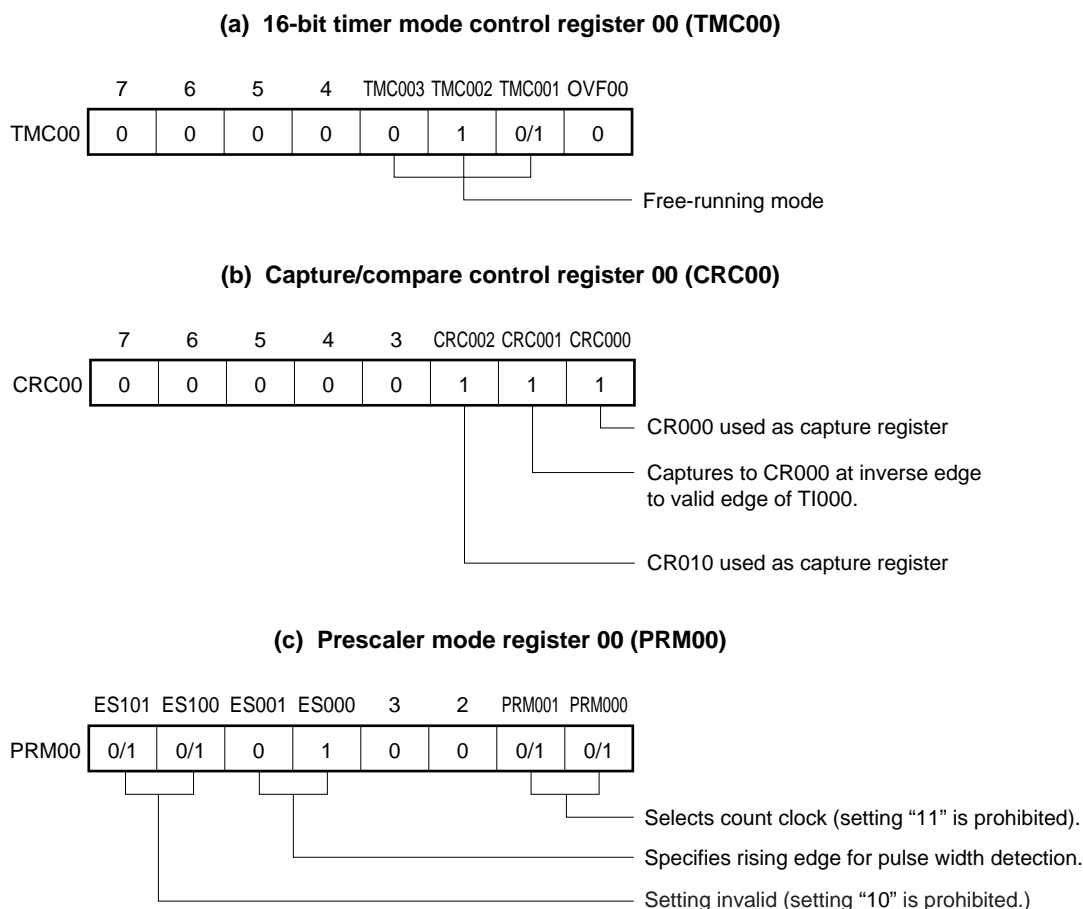 (a) 16-bit timer mode control register 00 (TMC00)
7 6 5 4 TMC003 TMC002 TMC001 OVF00
TMC00 0 0 0 0 0 1 0/1 0
Free-running mode
(b) Capture/compare control register 00 (CRC00)
7 6 5 4 3 CRC002 CRC001 CRC000
CRC00 0 0 0 0 0 1 1 1
CR000 used as capture register
Captures to CR000 at inverse edge
to valid edge of TI000.
CR010 used as capture register
(c) Prescaler mode register 00 (PRM00)
ES101 ES100 ES001 ES000 3 2 PRM001 PRM000
PRM00 0/1 0/1 0 1 0 0 0/1 0/1
Selects count clock (setting “11” is prohibited).
Specifies rising edge for pulse width detection.
Setting invalid (setting “10” is prohibited.)